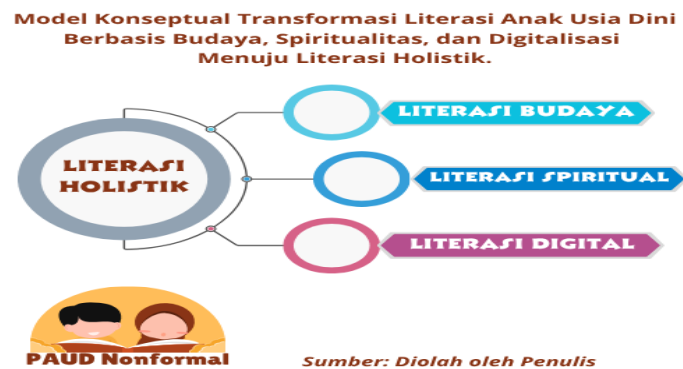 Model Konseptual Transformasi Literasi Anak Usia Dini
Berbasis Budaya, Spiritualitas, dan Digitalisasi
Menuju Literasi Holistik.
LITERASI
HOLISTIK
LITERASI BUDAYA
LITERASI SPIRITUAL
LITERASI DIGITAL
PAUD Nonformal
Sumber: Diolah oleh Penulis